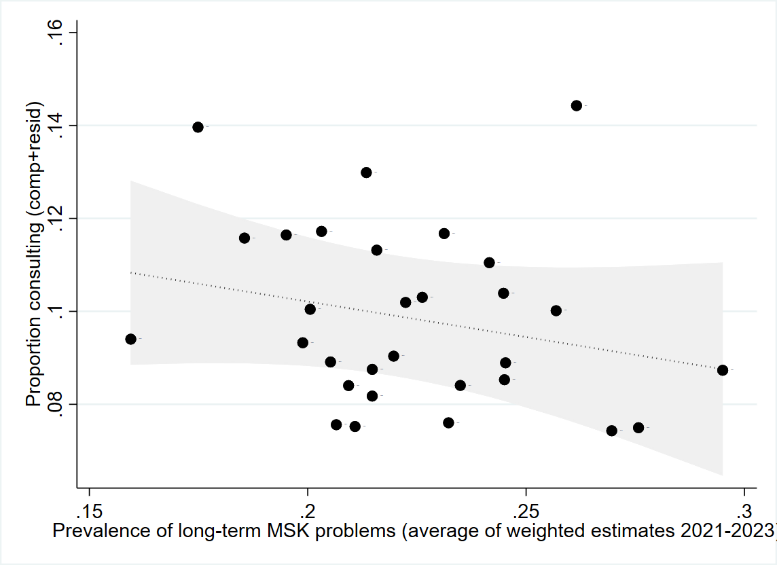 .16
.14
.12
.1
.08
Proportion consulting (comp+resid)
.15 .2 .25 .3
Prevalence of long-term MSK problems (average of weighted estimates 2021-2023)